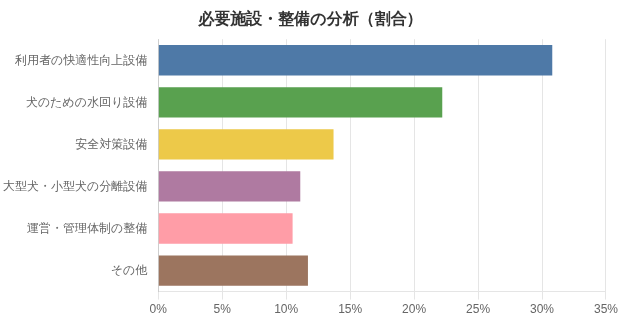 必要施設・整備の分析（割合）
利用者の快適性向上設備
犬のための水回り設備
安全対策設備
大型犬・小型犬の分離設備
運営・管理体制の整備
その他
0% 5% 10% 15% 20% 25% 30% 35%